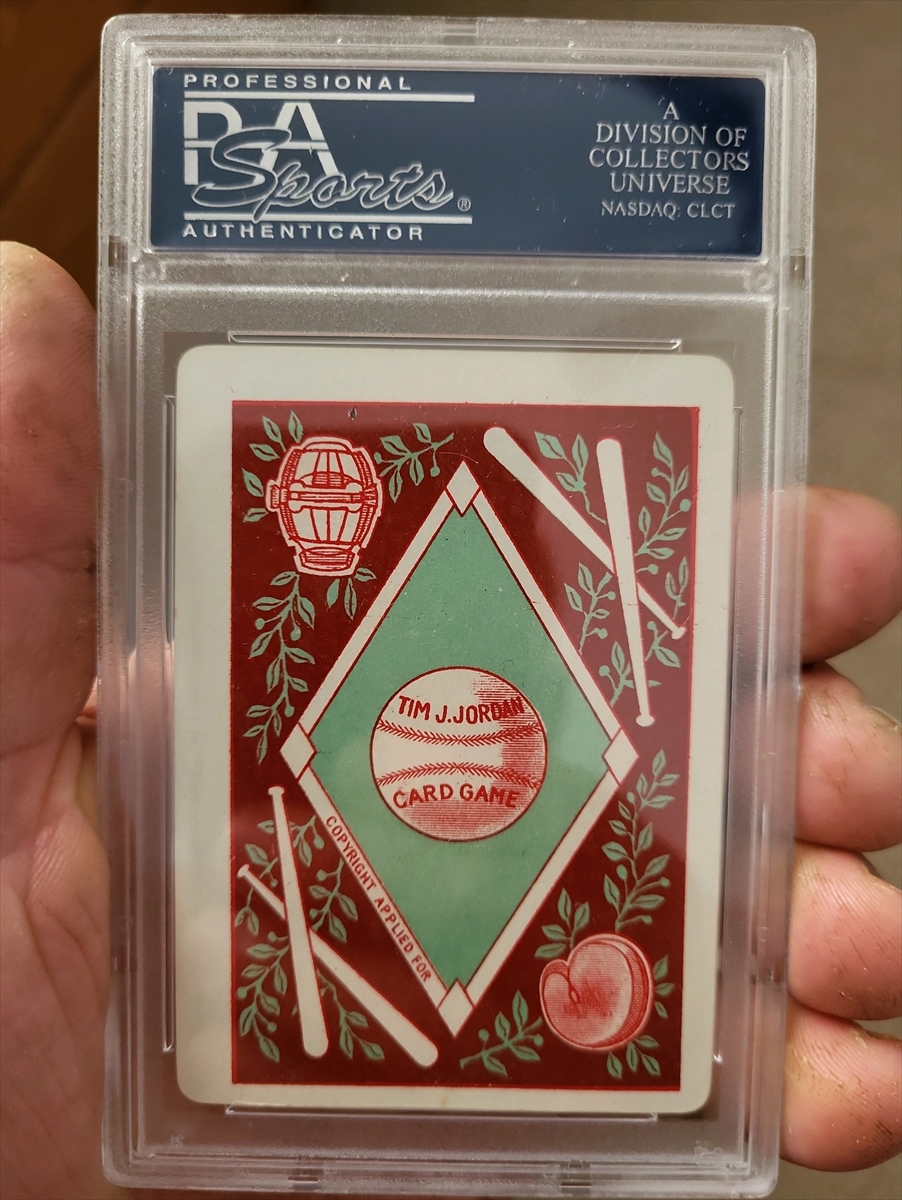 PROFESSIONAL
PSA
Sports®
AUTHENTICATOR
A
DIVISION OF
COLLECTORS
UNIVERSE
NASDAQ: CLCT
TIM J. JORDAN
CARD GAME
COPYRIGHT APPLIED FOR